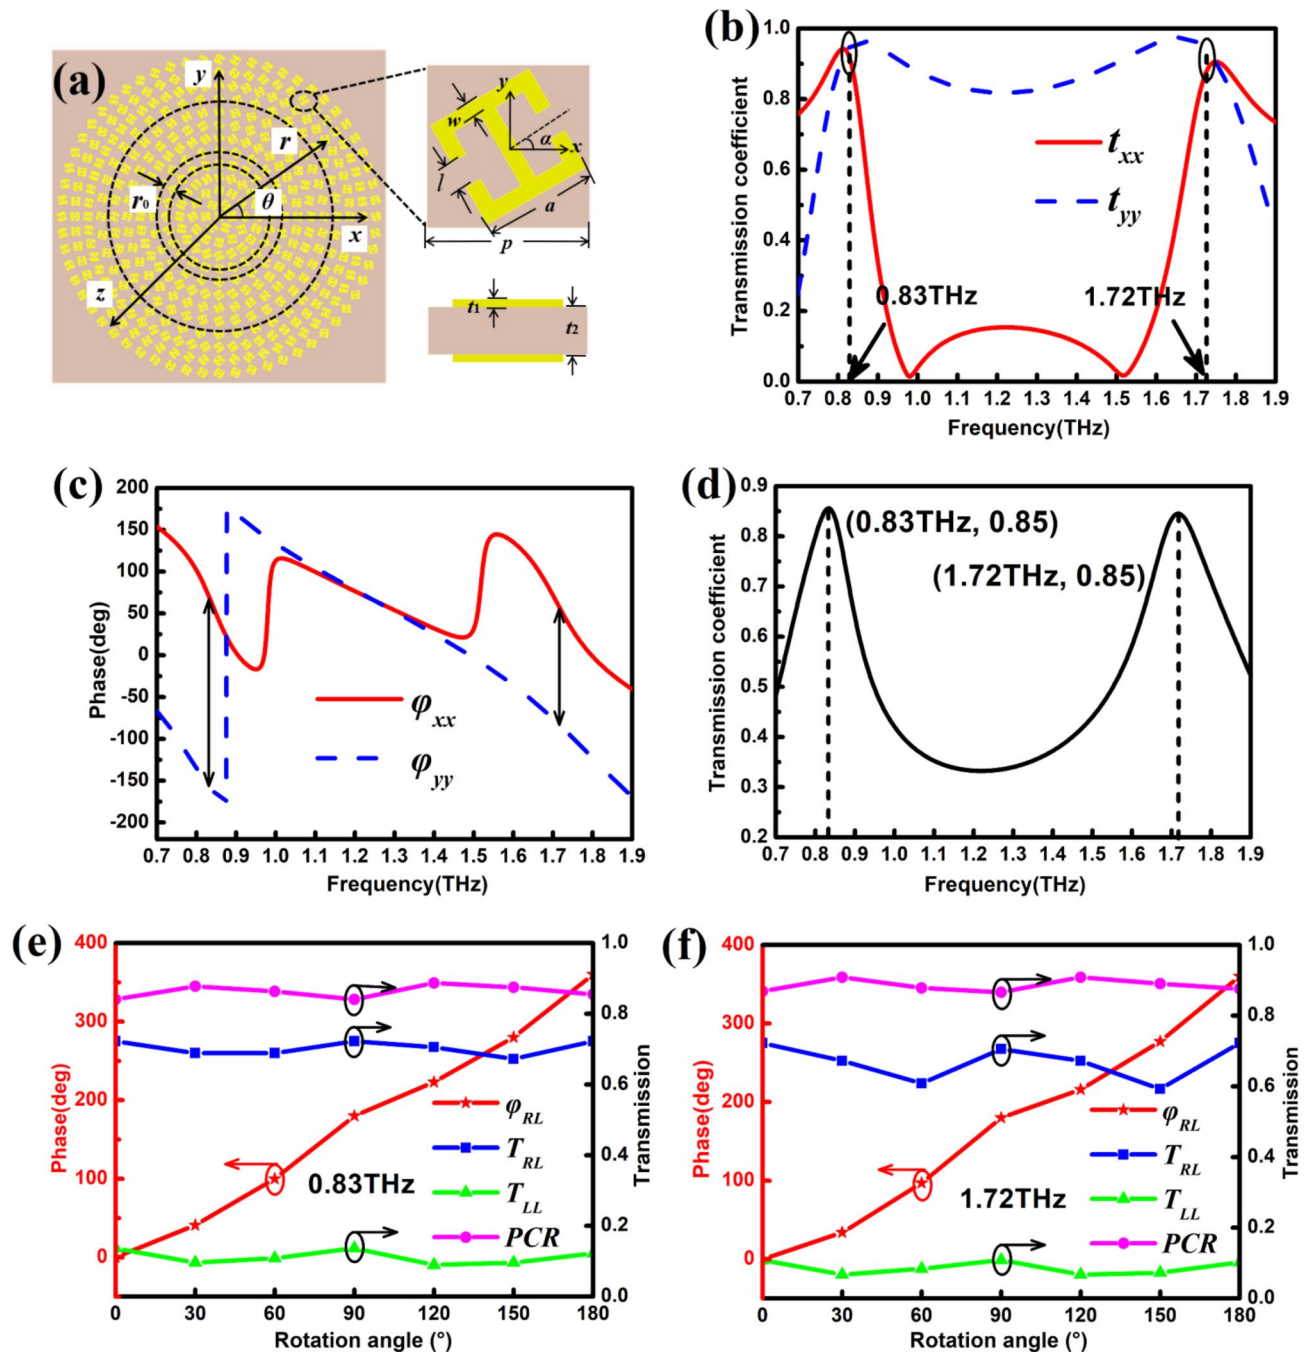 (a)
y
r
r0
θ
x
z
y
w
α
x
l
a
p
t1
t2
(b)
Transmission coefficient
1.0
0.8
0.6
0.4
0.2
0.0
txx
tyy
0.83THz
1.72THz
0.7 0.8 0.9 1.0 1.1 1.2 1.3 1.4 1.5 1.6 1.7 1.8 1.9
Frequency(THz)
(c)
Phase(deg)
200
150
100
50
0
-50
-100
-150
-200
φxx
φyy
0.7 0.8 0.9 1.0 1.1 1.2 1.3 1.4 1.5 1.6 1.7 1.8 1.9
Frequency(THz)
(d)
Transmission coefficient
0.9
0.8
0.7
0.6
0.5
0.4
0.3
0.2
(0.83THz, 0.85)
(1.72THz, 0.85)
0.7 0.8 0.9 1.0 1.1 1.2 1.3 1.4 1.5 1.6 1.7 1.8 1.9
Frequency(THz)
(e)
Phase(deg)
400
300
200
100
0
φRL
TRL
TLL
PCR
0.83THz
1.0
0.8
0.6
0.4
0.2
0.0
Transmission
0 30 60 90 120 150 180
Rotation angle (°)
(f)
Phase(deg)
400
300
200
100
0
φRL
TRL
TLL
PCR
1.72THz
1.0
0.8
0.6
0.4
0.2
0.0
Transmission
0 30 60 90 120 150 180
Rotation angle (°)